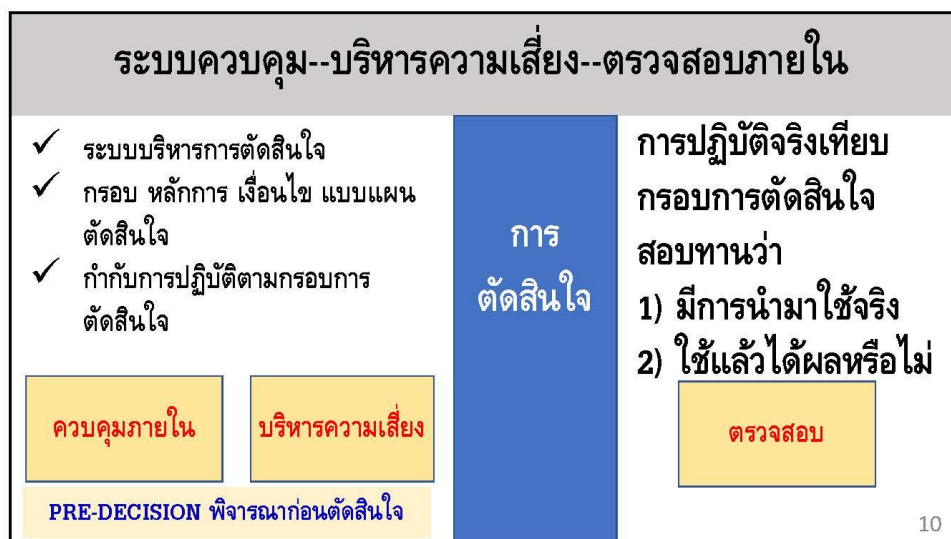 ระบบควบคุม--บริหารความเสี่ยง--ตรวจสอบภายใน
✓ ระบบบริหารการตัดสินใจ
✓ กรอบ หลักการ เงื่อนไข แบบแผน
ตัดสินใจ
✓ กำกับการปฏิบัติตามกรอบการ
ตัดสินใจ
ควบคุมภายใน
บริหารความเสี่ยง
PRE-DECISION พิจารณาก่อนตัดสินใจ
การ
ตัดสินใจ
การปฏิบัติจริงเทียบ
กรอบการตัดสินใจ
สอบทานว่า
1) มีการนำมาใช้จริง
2) ใช้แล้วได้ผลหรือไม่
ตรวจสอบ
10